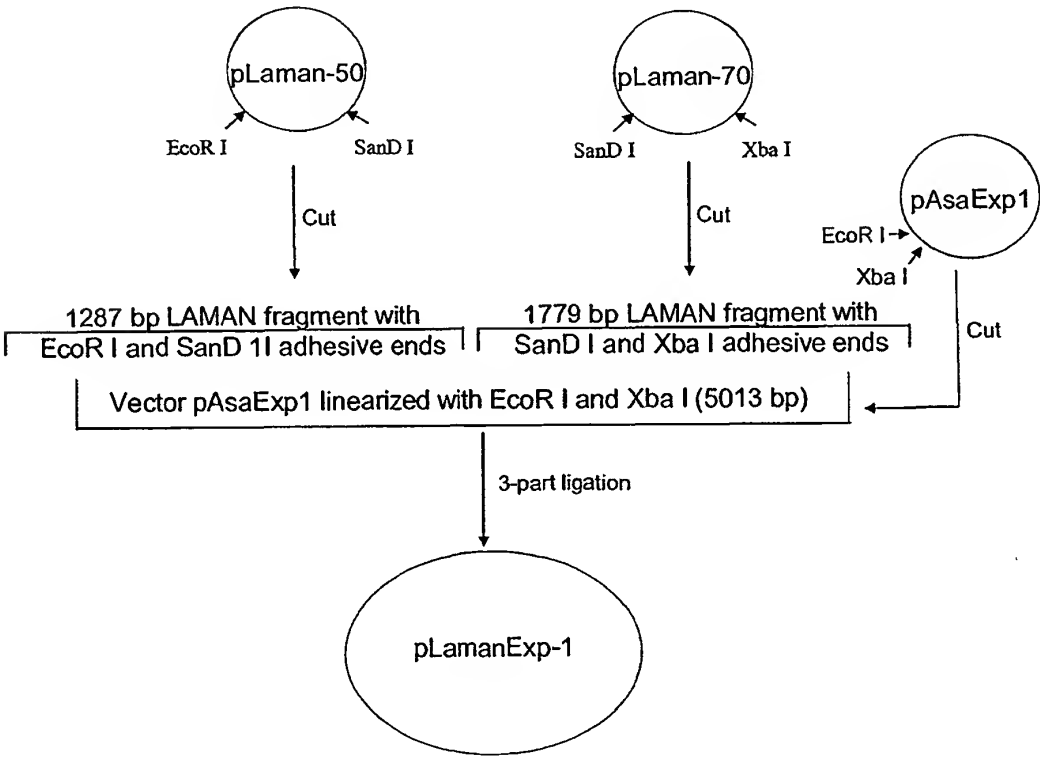 pLaman-50
pLaman-70
EcoR I
SanD I
SanD I
Xba I
pAsaExp1
EcoR I
Xba I
Cut
Cut
Cut
1287 bp LAMAN fragment with
EcoR I and SanD 1I adhesive ends
1779 bp LAMAN fragment with
SanD I and Xba I adhesive ends
Vector pAsaExp1 linearized with EcoR I and Xba I (5013 bp)
3-part ligation
pLamanExp-1